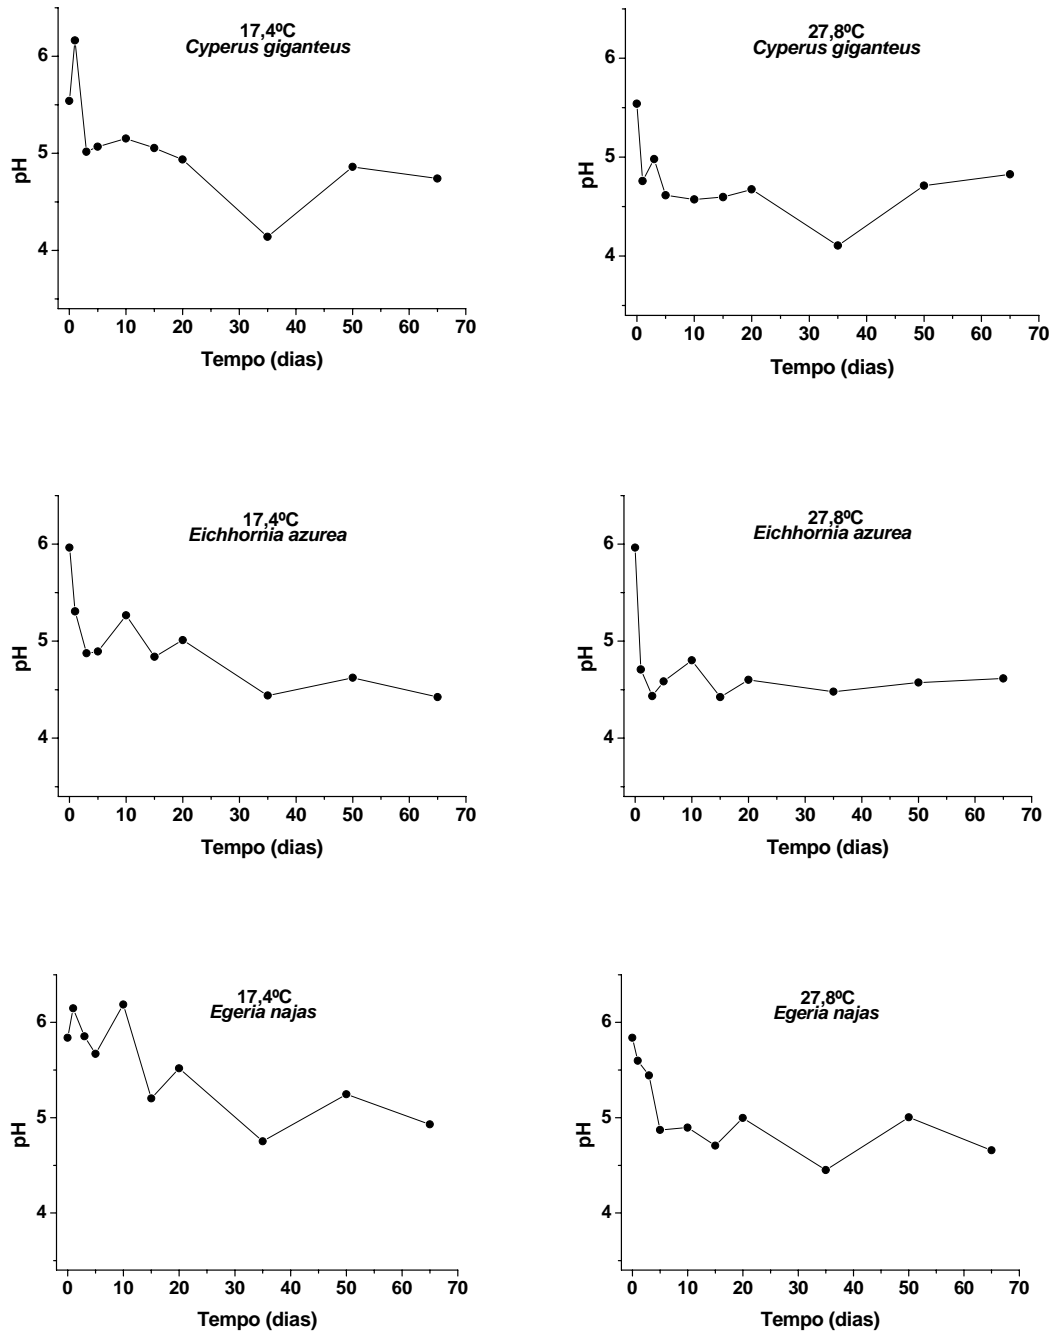 17,4ºC
Cyperus giganteus
6
5
4
pH
0 10 20 30 40 50 60 70
Tempo (dias)
27,8ºC
Cyperus giganteus
6
5
4
pH
0 10 20 30 40 50 60 70
Tempo (dias)
17,4ºC
Eichhornia azurea
6
5
4
pH
0 10 20 30 40 50 60 70
Tempo (dias)
27,8ºC
Eichhornia azurea
6
5
4
pH
0 10 20 30 40 50 60 70
Tempo (dias)
17,4ºC
Egeria najas
6
5
4
pH
0 10 20 30 40 50 60 70
Tempo (dias)
27,8ºC
Egeria najas
6
5
4
pH
0 10 20 30 40 50 60 70
Tempo (dias)